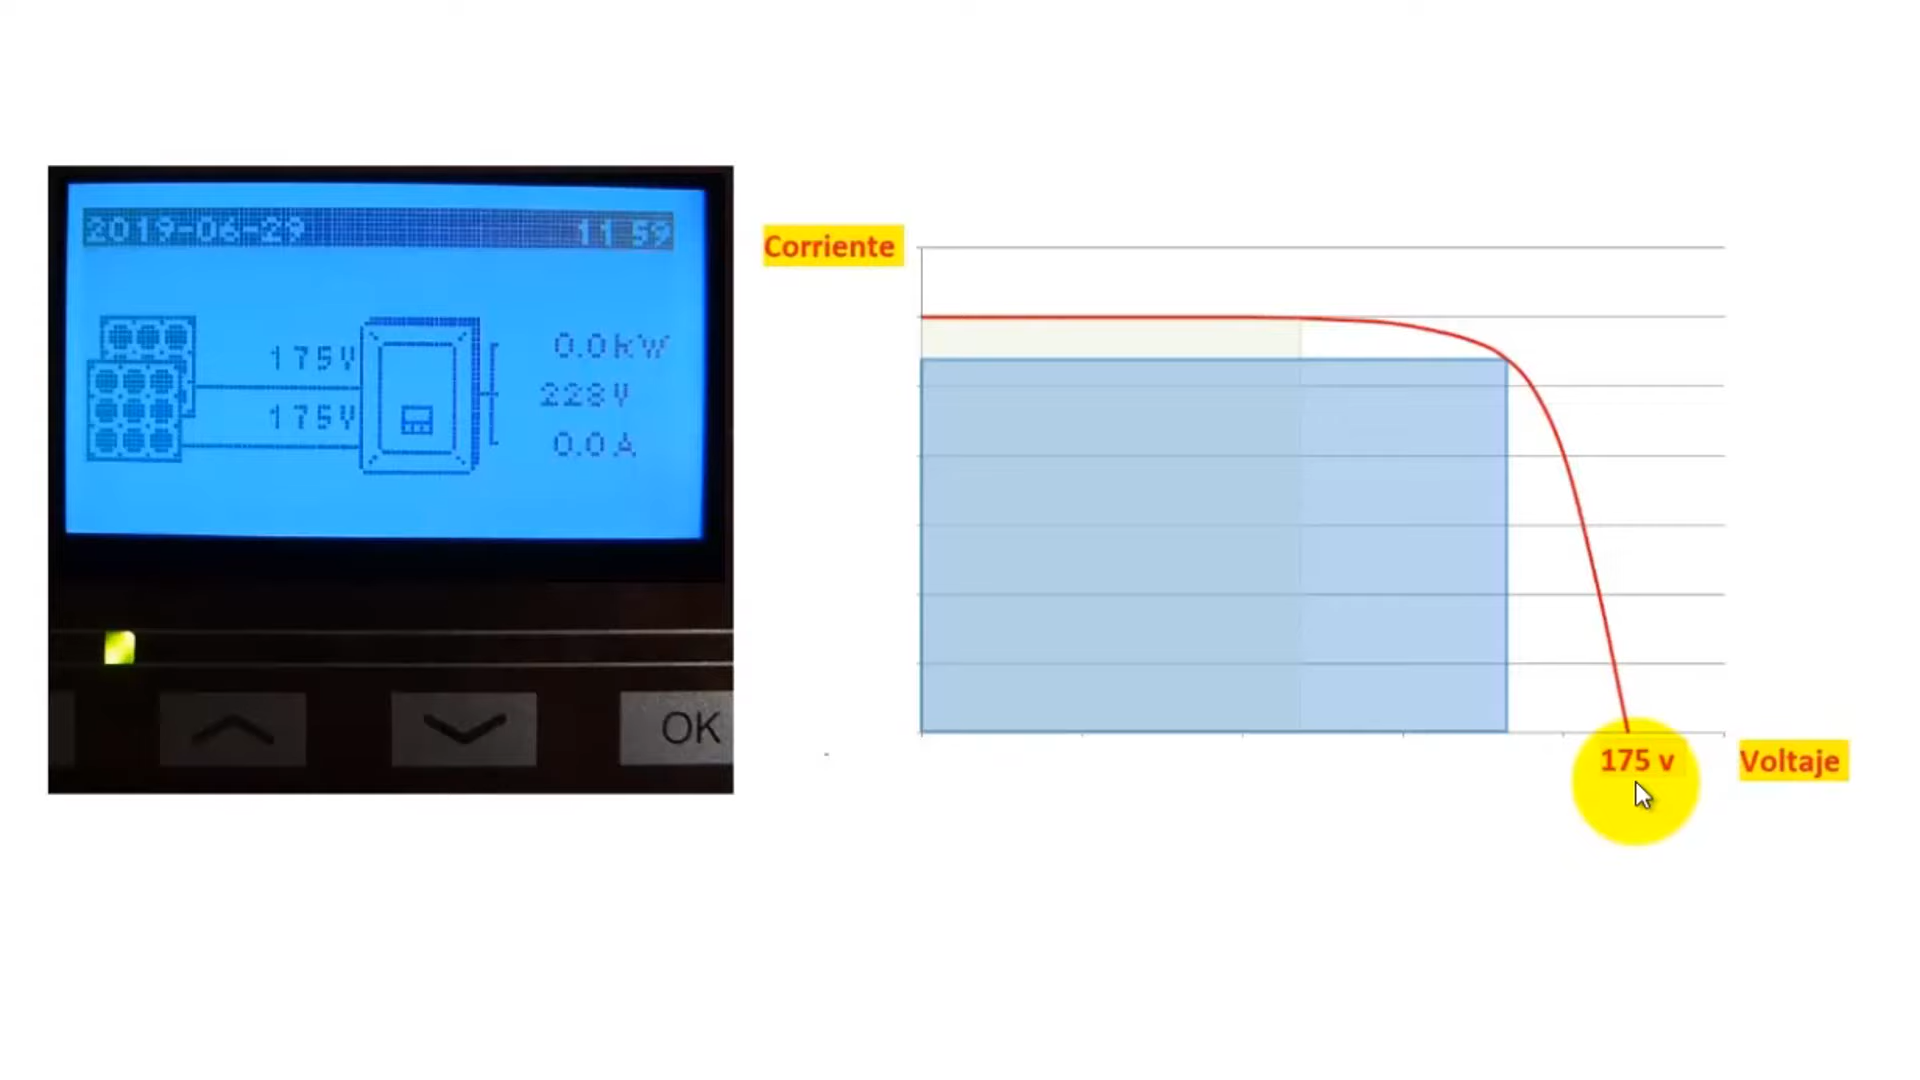 2019-06-29 11 59
175V
175V
0.0kW
228V
0.0A
OK
Corriente
175 v
Voltaje